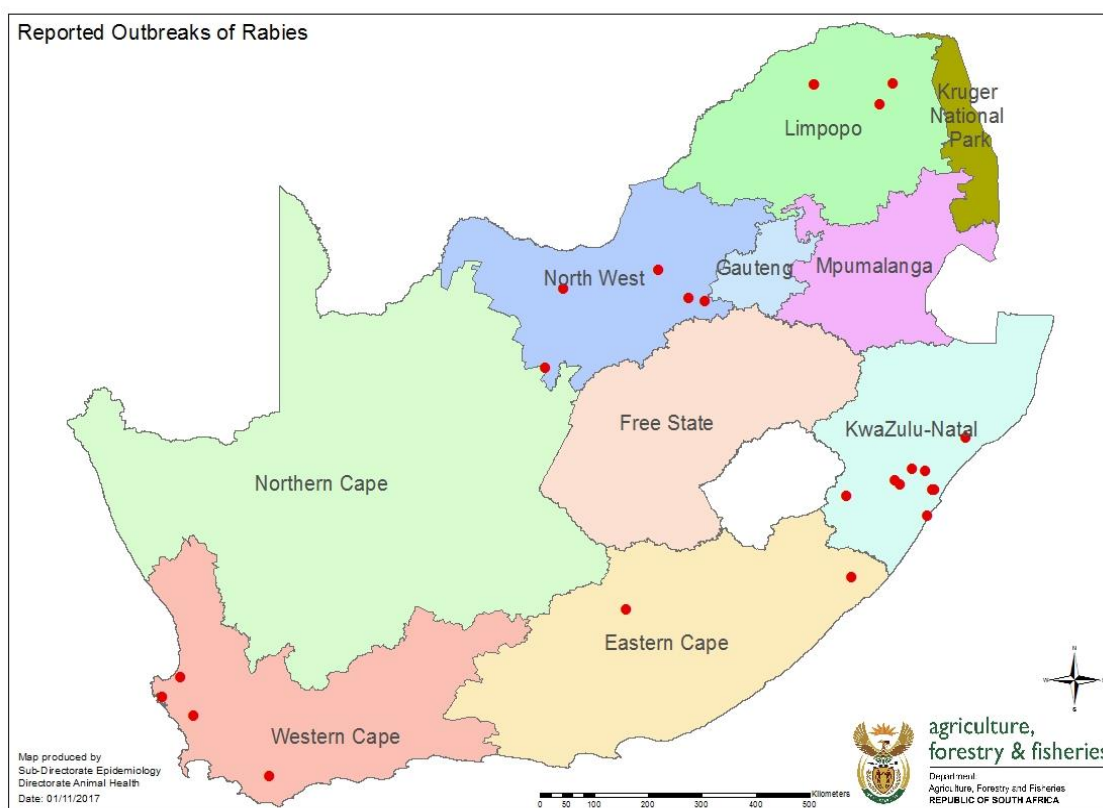 Reported Outbreaks of Rabies
Kruger
National
Park
Limpopo
North West
Gauteng
Mpumalanga
Free State
KwaZulu-Natal
Northern Cape
Eastern Cape
Western Cape
N
W
S
Map produced by
Sub-Directorate Epidemiology
Directorate Animal Health
Date: 01/11/2017
Kilometers
0 50 100 200 300 400 500
agriculture,
forestry & fisheries
Department:
Agriculture, Forestry and Fisheries
REPUBLIC OF SOUTH AFRICA